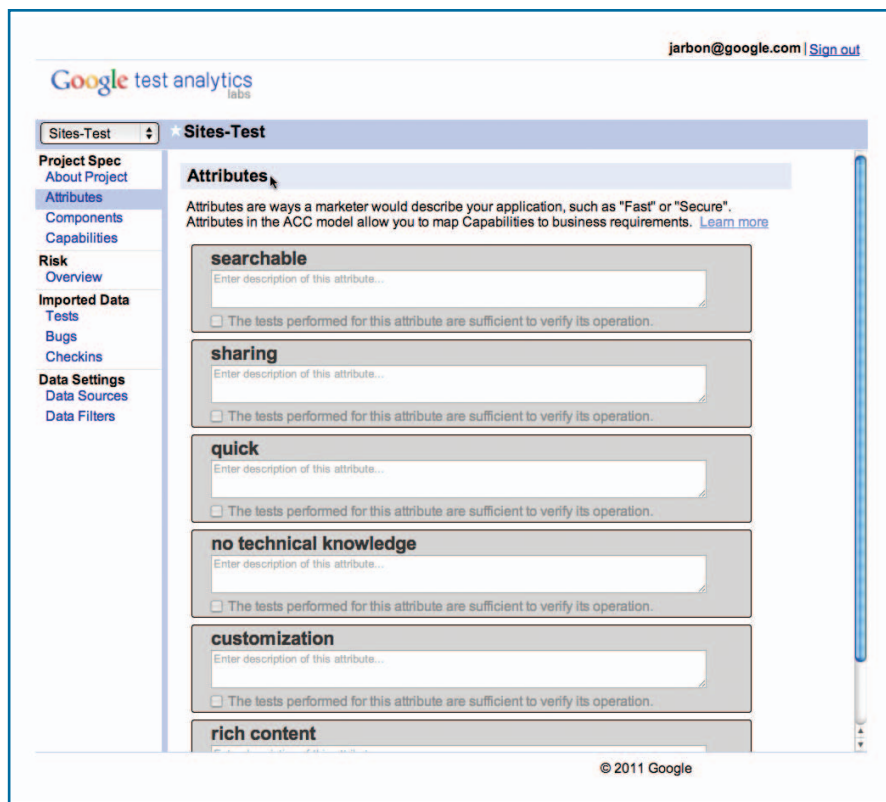 jarbon@google.com | Sign out
Google test analytics
labs
Sites-Test
Sites-Test
Project Spec
About Project
Attributes
Components
Capabilities
Risk
Overview
Imported Data
Tests
Bugs
Checkins
Data Settings
Data Sources
Data Filters
Attributes
Attributes are ways a marketer would describe your application, such as "Fast" or "Secure".
Attributes in the ACC model allow you to map Capabilities to business requirements. Learn more
searchable
Enter description of this attribute...
The tests performed for this attribute are sufficient to verify its operation.
sharing
Enter description of this attribute...
The tests performed for this attribute are sufficient to verify its operation.
quick
Enter description of this attribute...
The tests performed for this attribute are sufficient to verify its operation.
no technical knowledge
Enter description of this attribute...
The tests performed for this attribute are sufficient to verify its operation.
customization
Enter description of this attribute...
The tests performed for this attribute are sufficient to verify its operation.
rich content
© 2011 Google